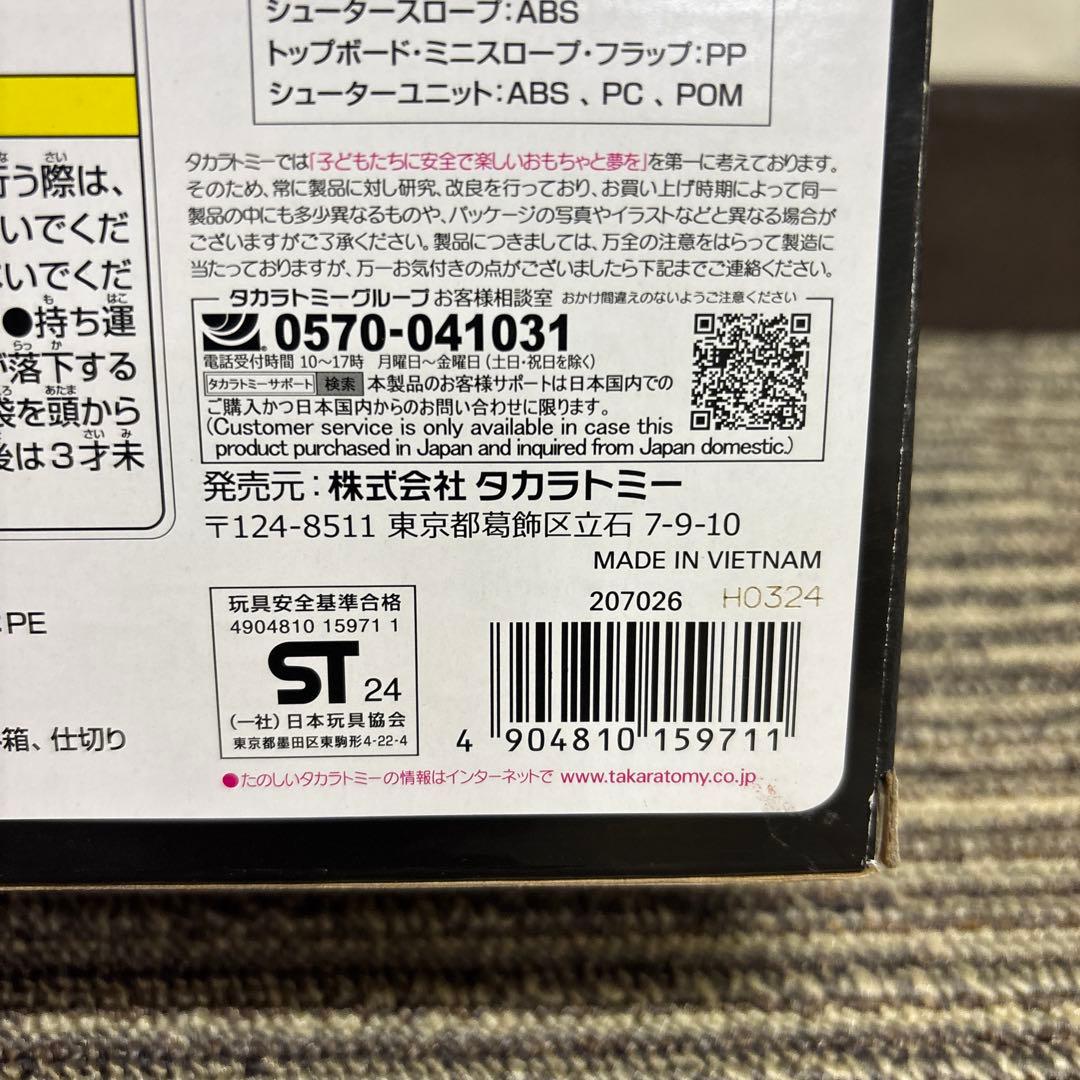 シュータースロープ:ABS
トップボード・ミニスロープ・フラップ:PP
シューターユニット:ABS 、PC 、POM
行う際は、
いでくだ
ないでくだ
●持ち運
が落下する
袋を頭から
後は3才未
:PE
箱、仕切り
タカラトミーでは「子どもたちに安全で楽しいおもちゃと夢を」を第一に考えております。
そのため、常に製品に対し研究、改良を行っており、お買い上げ時期によって同一
製品の中にも多少異なるものや、パッケージの写真やイラストなどと異なる場合が
ございますがご了承ください。製品につきましては、万全の注意をはらって製造に
当たっておりますが、万一お気付きの点がございましたら下記までご連絡ください。
タカラトミーグループ お客様相談室 おかけ間違えのないようご注意ください
0570-041031
電話受付時間 10〜17時 月曜日〜金曜日 (土日・祝日を除く)
タカラトミーサポート 検索 本製品のお客様サポートは日本国内での
ご購入かつ日本国内からのお問い合わせに限ります。
(Customer service is only available in case this
product purchased in Japan and inquired from Japan domestic.)
発売元:株式会社 タカラトミー
〒124-8511 東京都葛飾区立石 7-9-10
MADE IN VIETNAM
207026 H0324
玩具安全基準合格
4904810 15971 1
ST 24
(一社)日本玩具協会
東京都墨田区東駒形4-22-4
4 904810 159711
●たのしいタカラトミーの情報はインターネットで www.takaratomy.co.jp